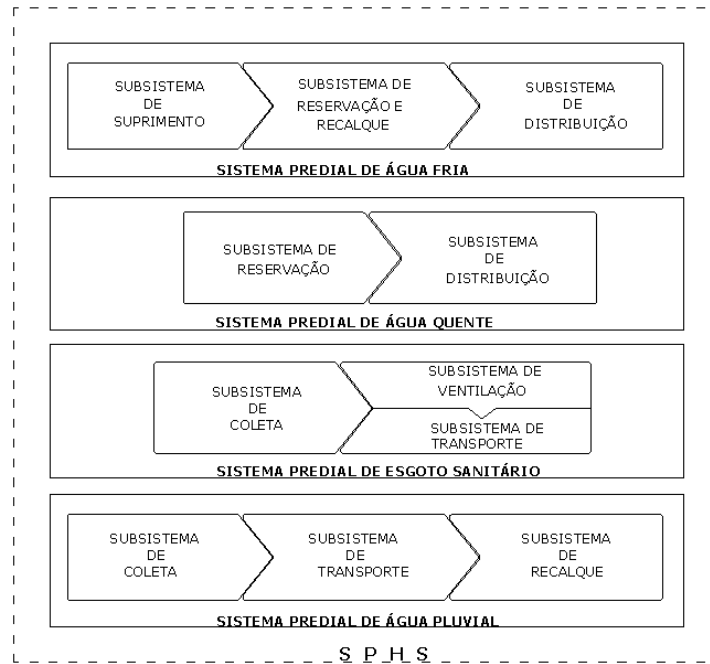 SUBSISTEMA
DE
SUPRIMENTO
SUBSISTEMA DE
RESERVAÇÃO E
RECALQUE
SUBSISTEMA
DE
DISTRIBUIÇÃO
SISTEMA PREDIAL DE ÁGUA FRIA
SUBSISTEMA DE
RESERVAÇÃO
SUBSISTEMA
DE
DISTRIBUIÇÃO
SISTEMA PREDIAL DE ÁGUA QUENTE
SUBSISTEMA
DE
COLETA
SUBSISTEMA DE
VENTILAÇÃO
SUBSISTEMA DE
TRANSPORTE
SISTEMA PREDIAL DE ESGOTO SANITÁRIO
SUBSISTEMA
DE
COLETA
SUBSISTEMA
DE
TRANSPORTE
SUBSISTEMA
DE
RECALQUE
SISTEMA PREDIAL DE ÁGUA PLUVIAL
S P H S